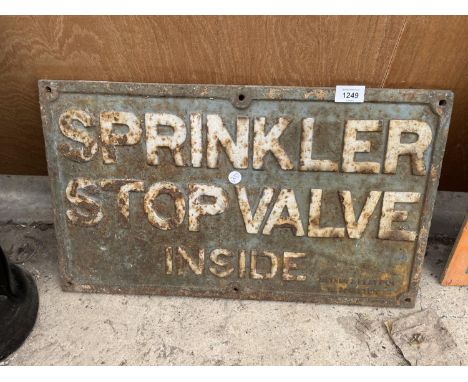 1249
SPRINKLER
STOP VALVE
INSIDE